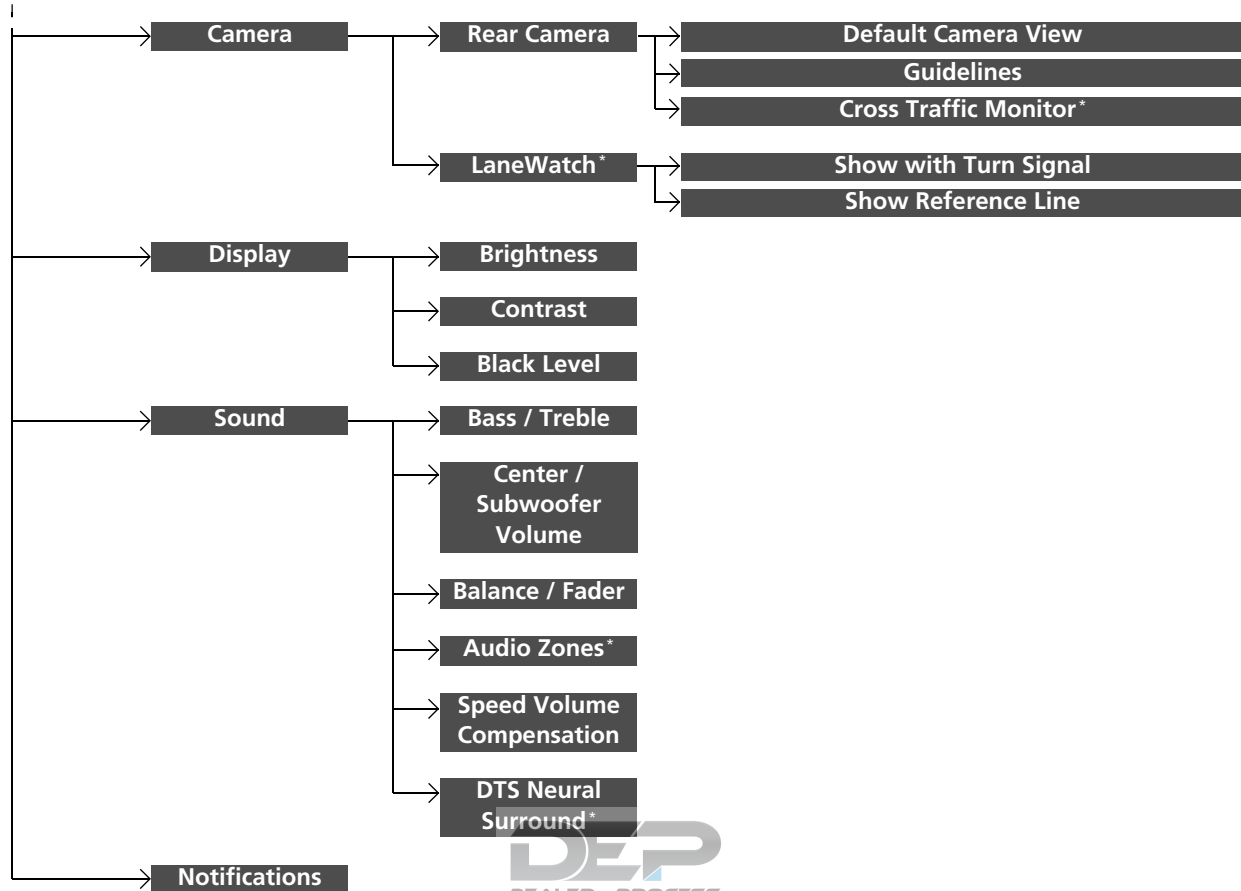 Camera
Rear Camera
Default Camera View
Guidelines
Cross Traffic Monitor*
LaneWatch*
Show with Turn Signal
Show Reference Line
Display
Brightness
Contrast
Black Level
Sound
Bass / Treble
Center /
Subwoofer
Volume
Balance / Fader
Audio Zones*
Speed Volume
Compensation
DTS Neural
Surround*
DEP
Notifications